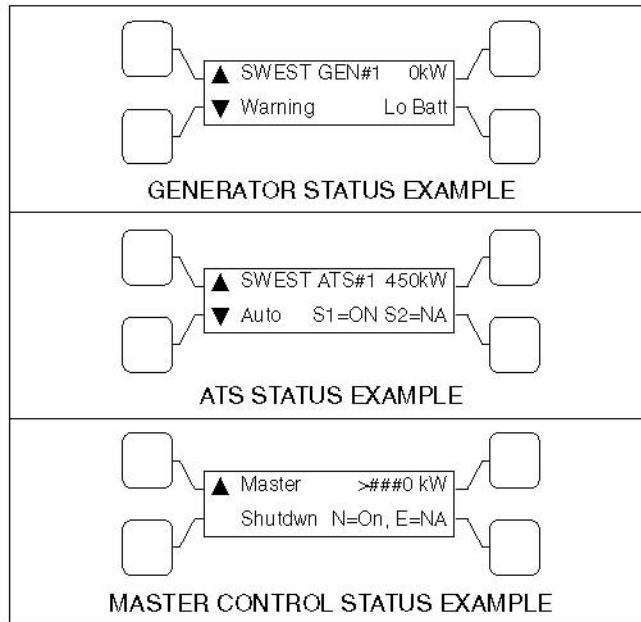 ▲ SWEST GEN#1 0kW
▼ Warning Lo Batt
GENERATOR STATUS EXAMPLE
▲ SWEST ATS#1 450kW
▼ Auto S1=ON S2=NA
ATS STATUS EXAMPLE
▲ Master >###0 kW
Shutdwn N=On, E=NA
MASTER CONTROL STATUS EXAMPLE